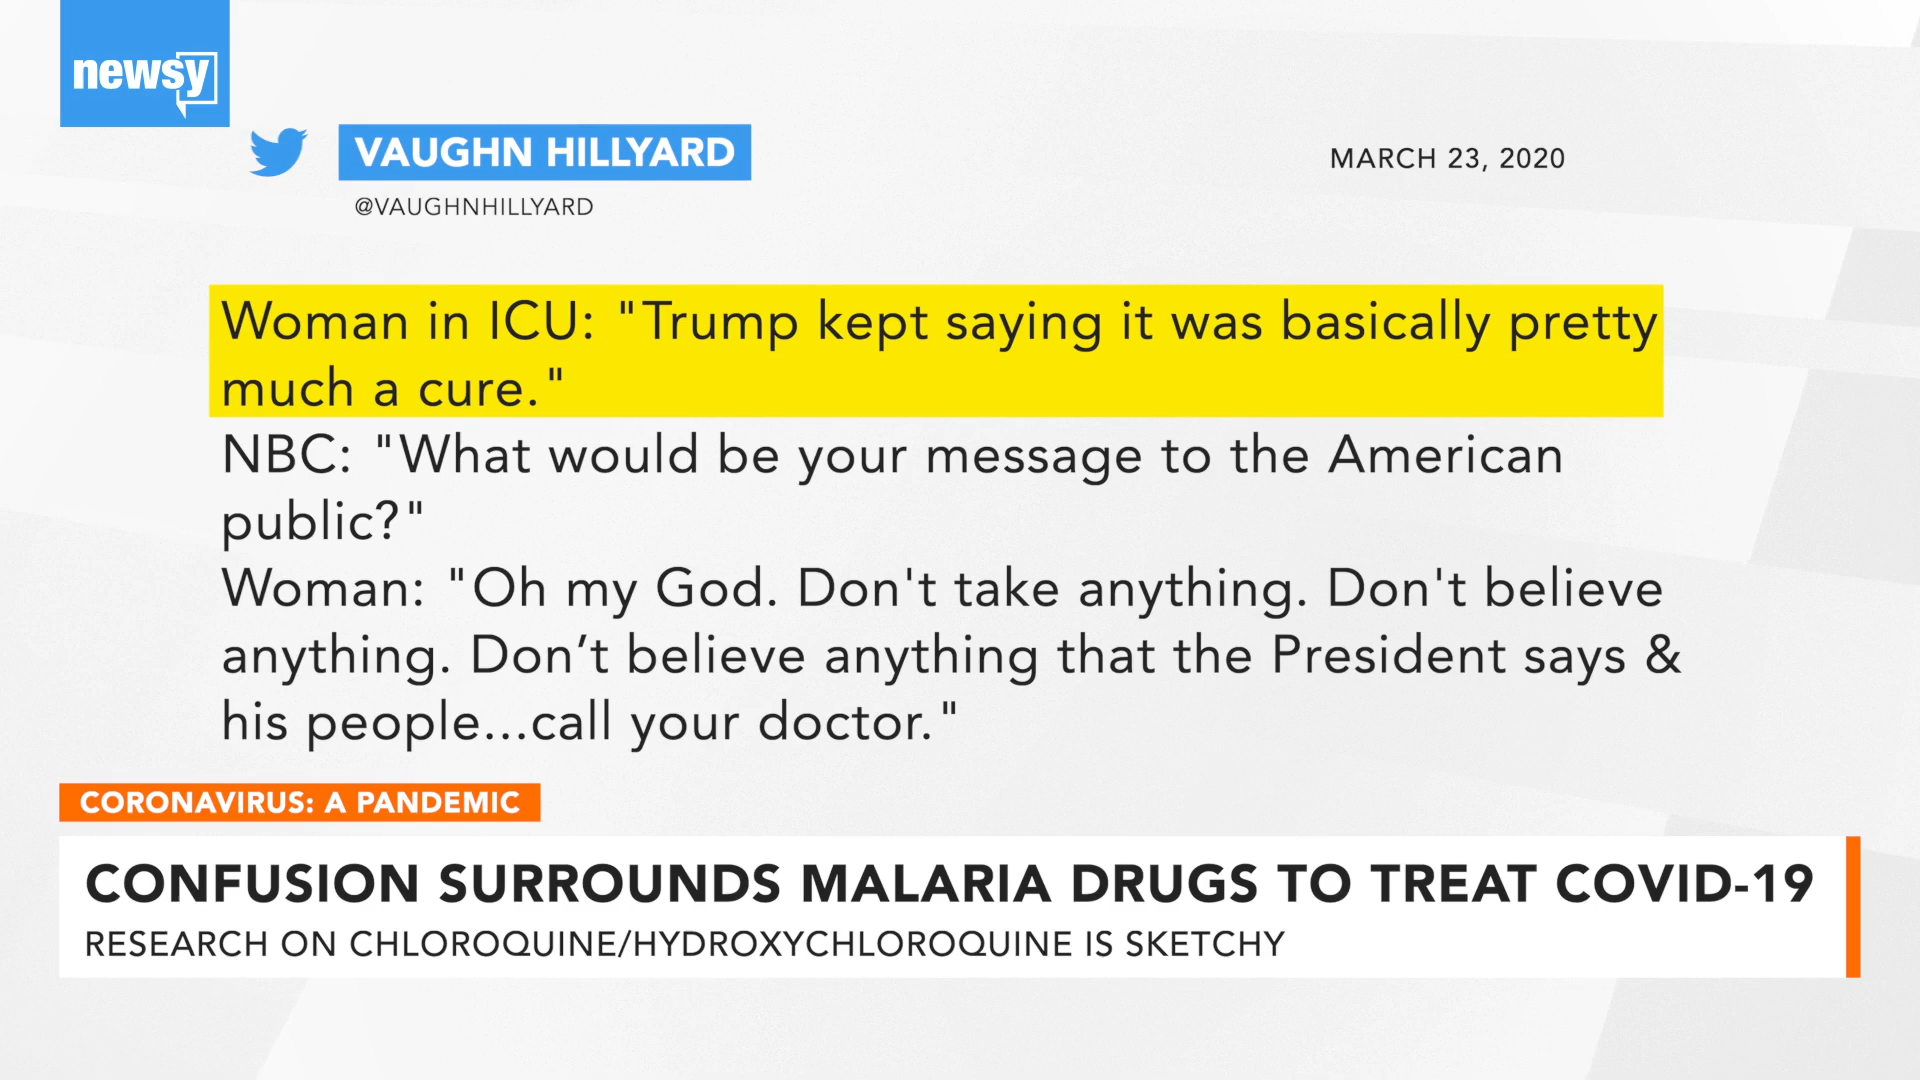 newsy
VAUGHN HILLYARD
MARCH 23, 2020
@VAUGHNHILLYARD
Woman in ICU: "Trump kept saying it was basically pretty
much a cure."
NBC: "What would be your message to the American
public?"
Woman: "Oh my God. Don't take anything. Don't believe
anything. Don’t believe anything that the President says &
his people...call your doctor."
CORONAVIRUS: A PANDEMIC
CONFUSION SURROUNDS MALARIA DRUGS TO TREAT COVID-19
RESEARCH ON CHLOROQUINE/HYDROXYCHLOROQUINE IS SKETCHY